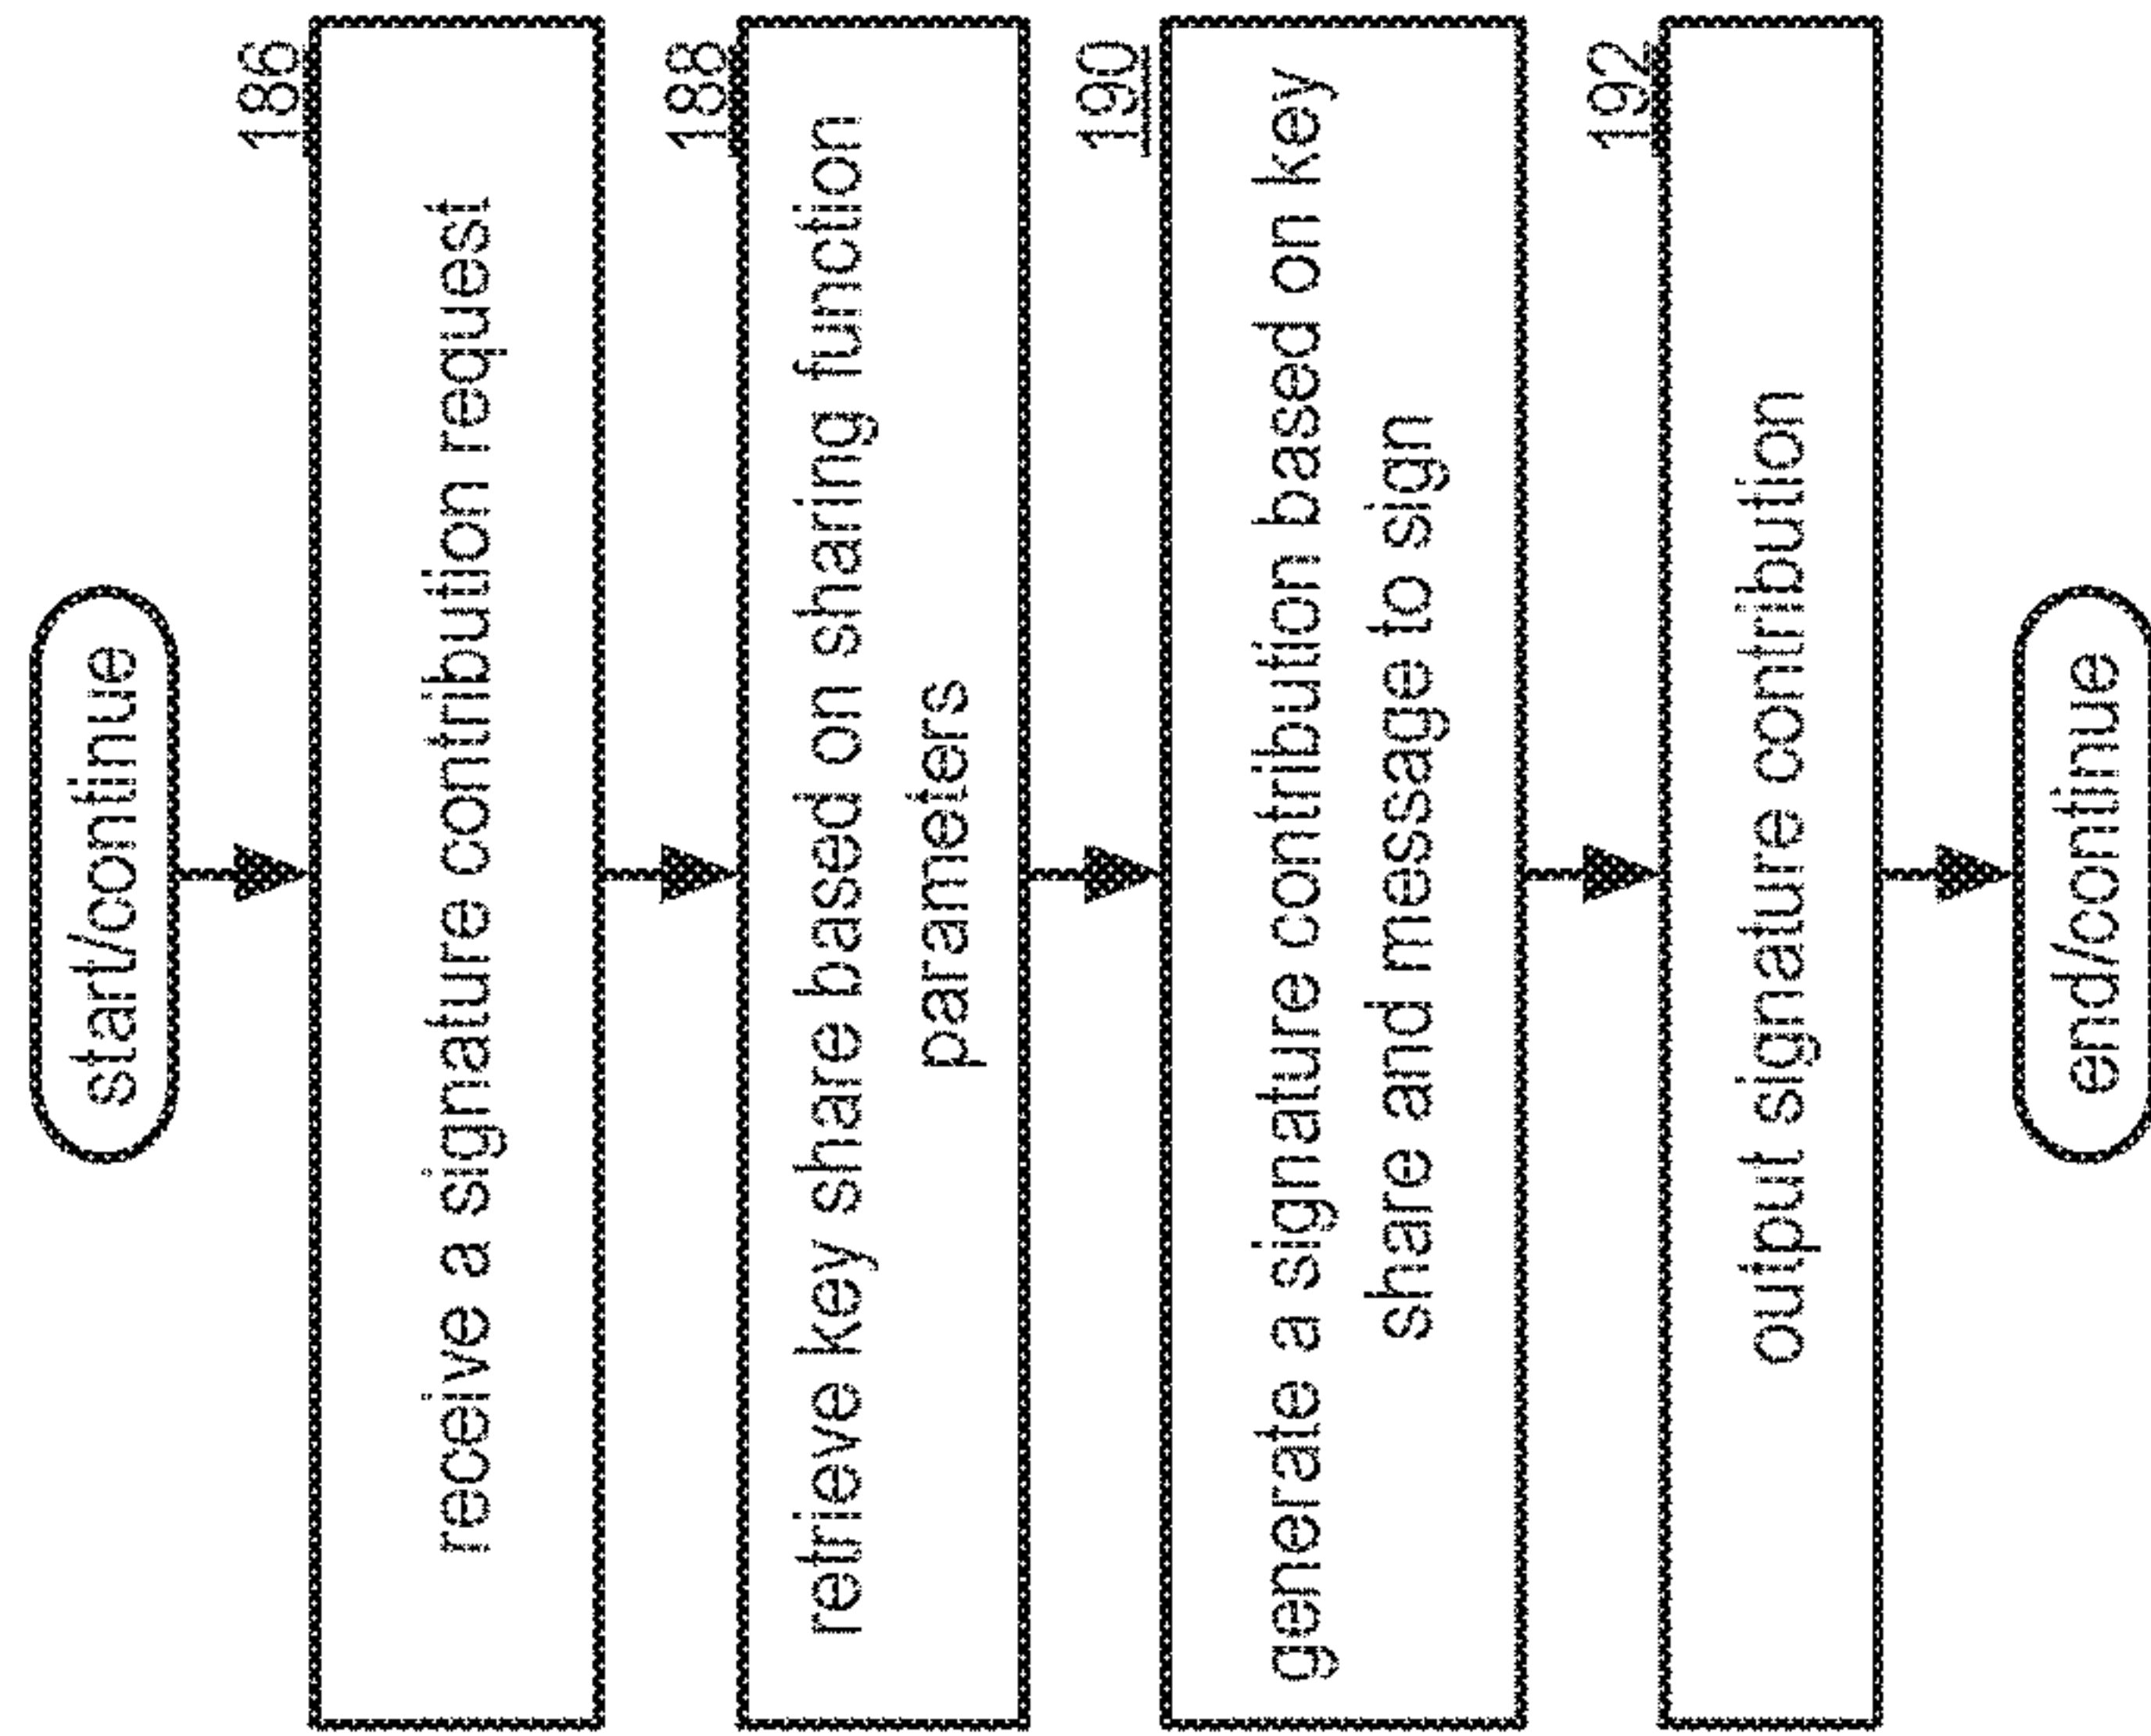 start/continue
186
receive a signature contribution request
188
retrieve key share based on sharing function
parameters
190
generate a signature contribution based on key
share and message to sign
192
output signature contribution
end/continue